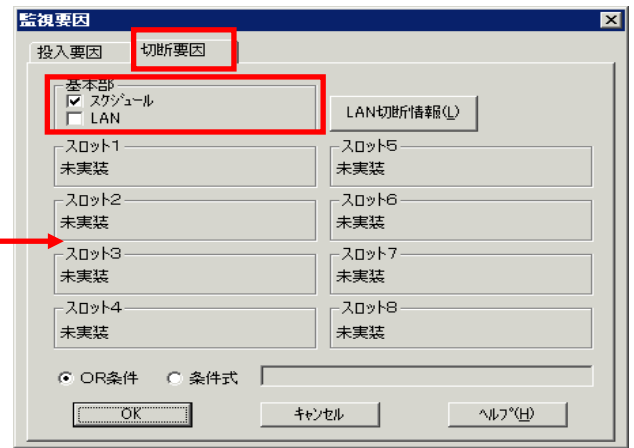 監視要因
投入要因 切断要因
基本部
スケジュール
LAN
LAN切断情報(L)
スロット1
未実装
スロット5
未実装
スロット2
未実装
スロット6
未実装
スロット3
未実装
スロット7
未実装
スロット4
未実装
スロット8
未実装
OR条件 条件式
OK キャンセル ヘルプ(H)